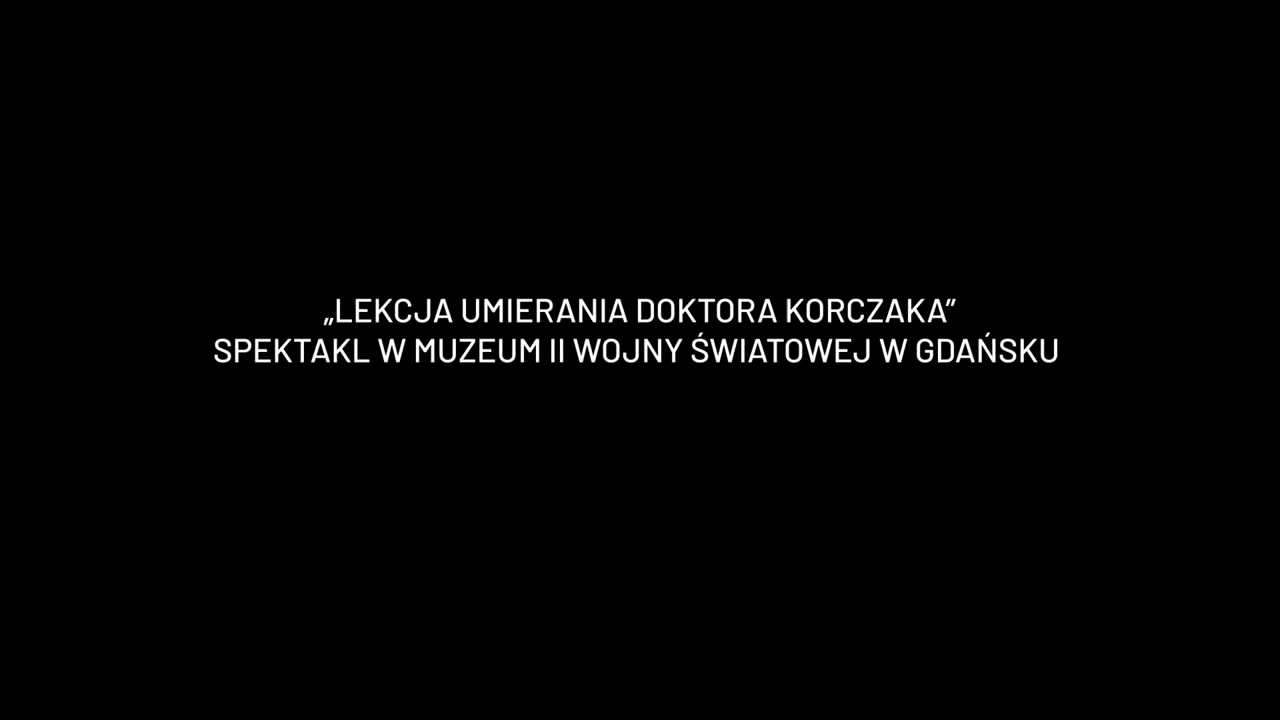 „LEKCJA UMIERANIA DOKTORA KORCZAKA”
SPEKTAKL W MUZEUM II WOJNY ŚWIATOWEJ W GDAŃSKU